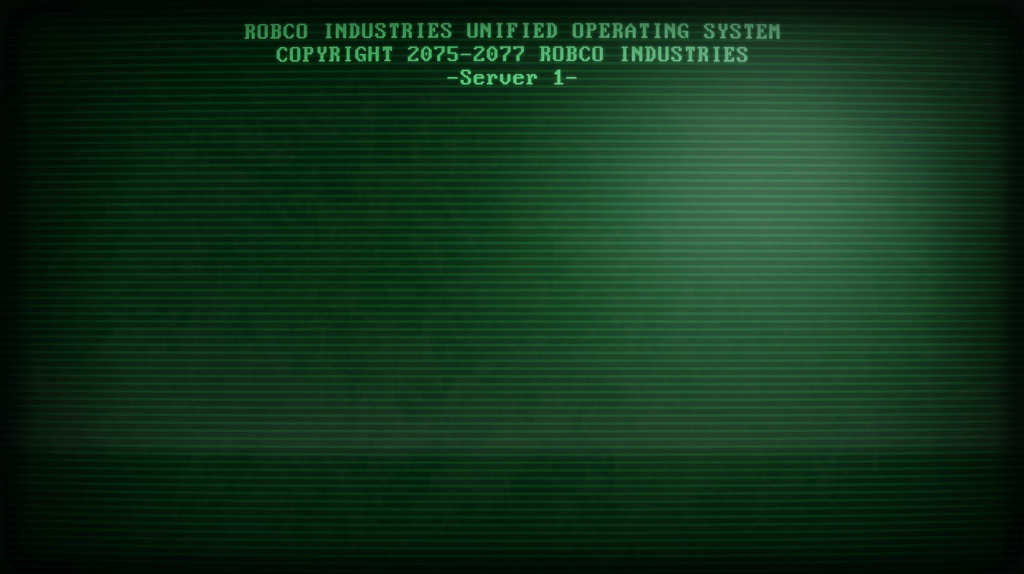 ROBCO INDUSTRIES UNIFIED OPERATING SYSTEM
COPYRIGHT 2075-2077 ROBCO INDUSTRIES
-Server 1-